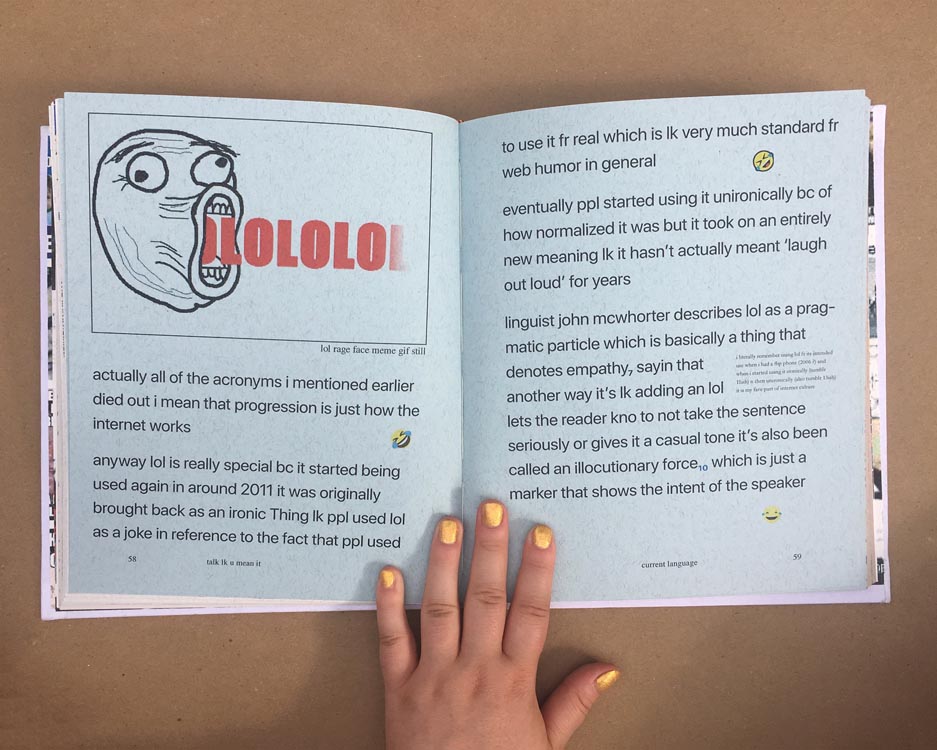 LOLOLOL
lol rage face meme gif still
actually all of the acronyms i mentioned earlier
died out i mean that progression is just how the
internet works
anyway lol is really special bc it started being
used again in around 2011 it was originally
brought back as an ironic Thing lk ppl used lol
as a joke in reference to the fact that ppl used
58
talk lk u mean it
to use it fr real which is lk very much standard fr
web humor in general
eventually ppl started using it unironically bc of
how normalized it was but it took on an entirely
new meaning lk it hasn't actually meant 'laugh
out loud' for years
linguist john mcwhorter describes lol as a prag-
matic particle which is basically a thing that
denotes empathy, sayin that
another way it's lk adding an lol
lets the reader kno to not take the sentence
seriously or gives it a casual tone it's also been
called an illocutionary force10 which is just a
marker that shows the intent of the speaker
i literally remember using lol fr its intended
use when i had a flip phone (2006 ?) and
when i started using it ironically (tumblr
) then unironically (also tumblr
it is my fave part of internet culture
current language
59